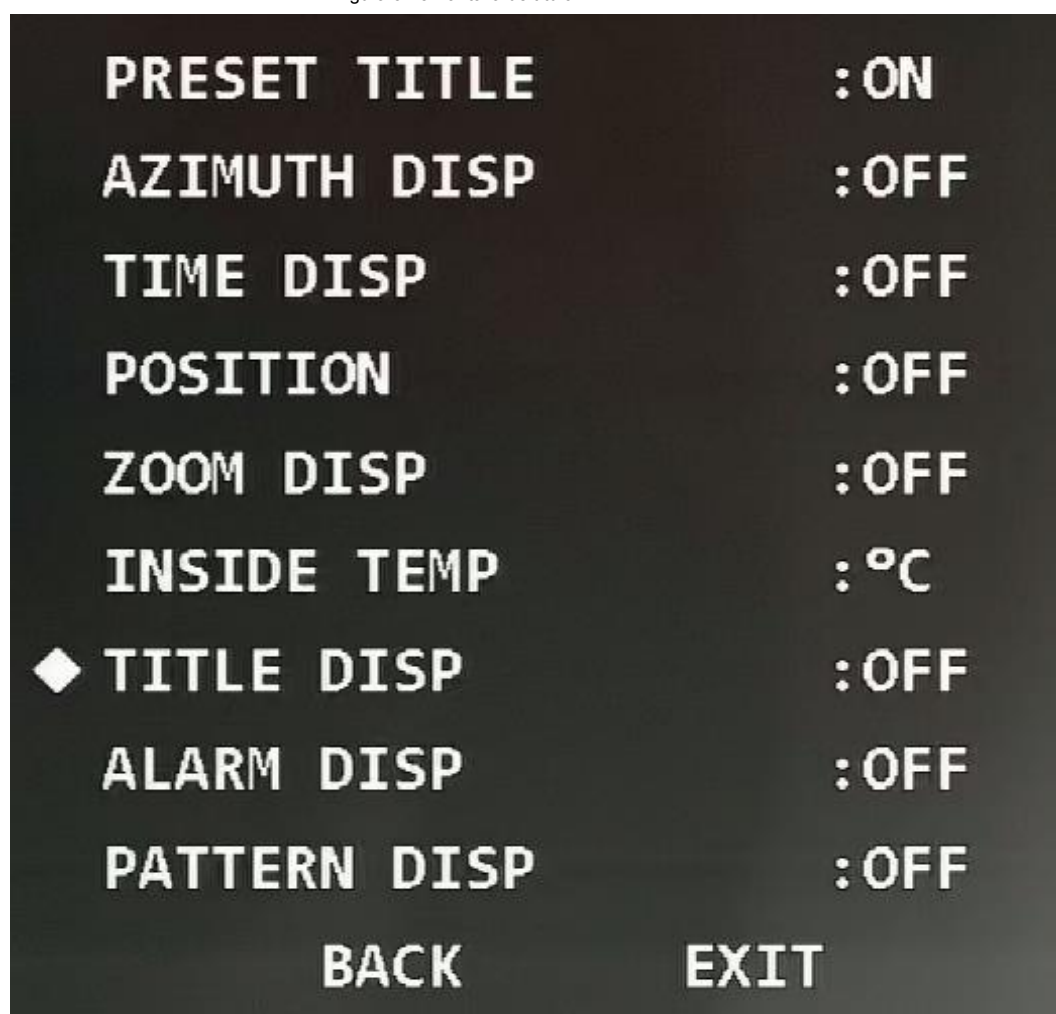 PRESET TITLE :ON
AZIMUTH DISP :OFF
TIME DISP :OFF
POSITION :OFF
ZOOM DISP :OFF
INSIDE TEMP :°C
TITLE DISP :OFF
ALARM DISP :OFF
PATTERN DISP :OFF
BACK EXIT